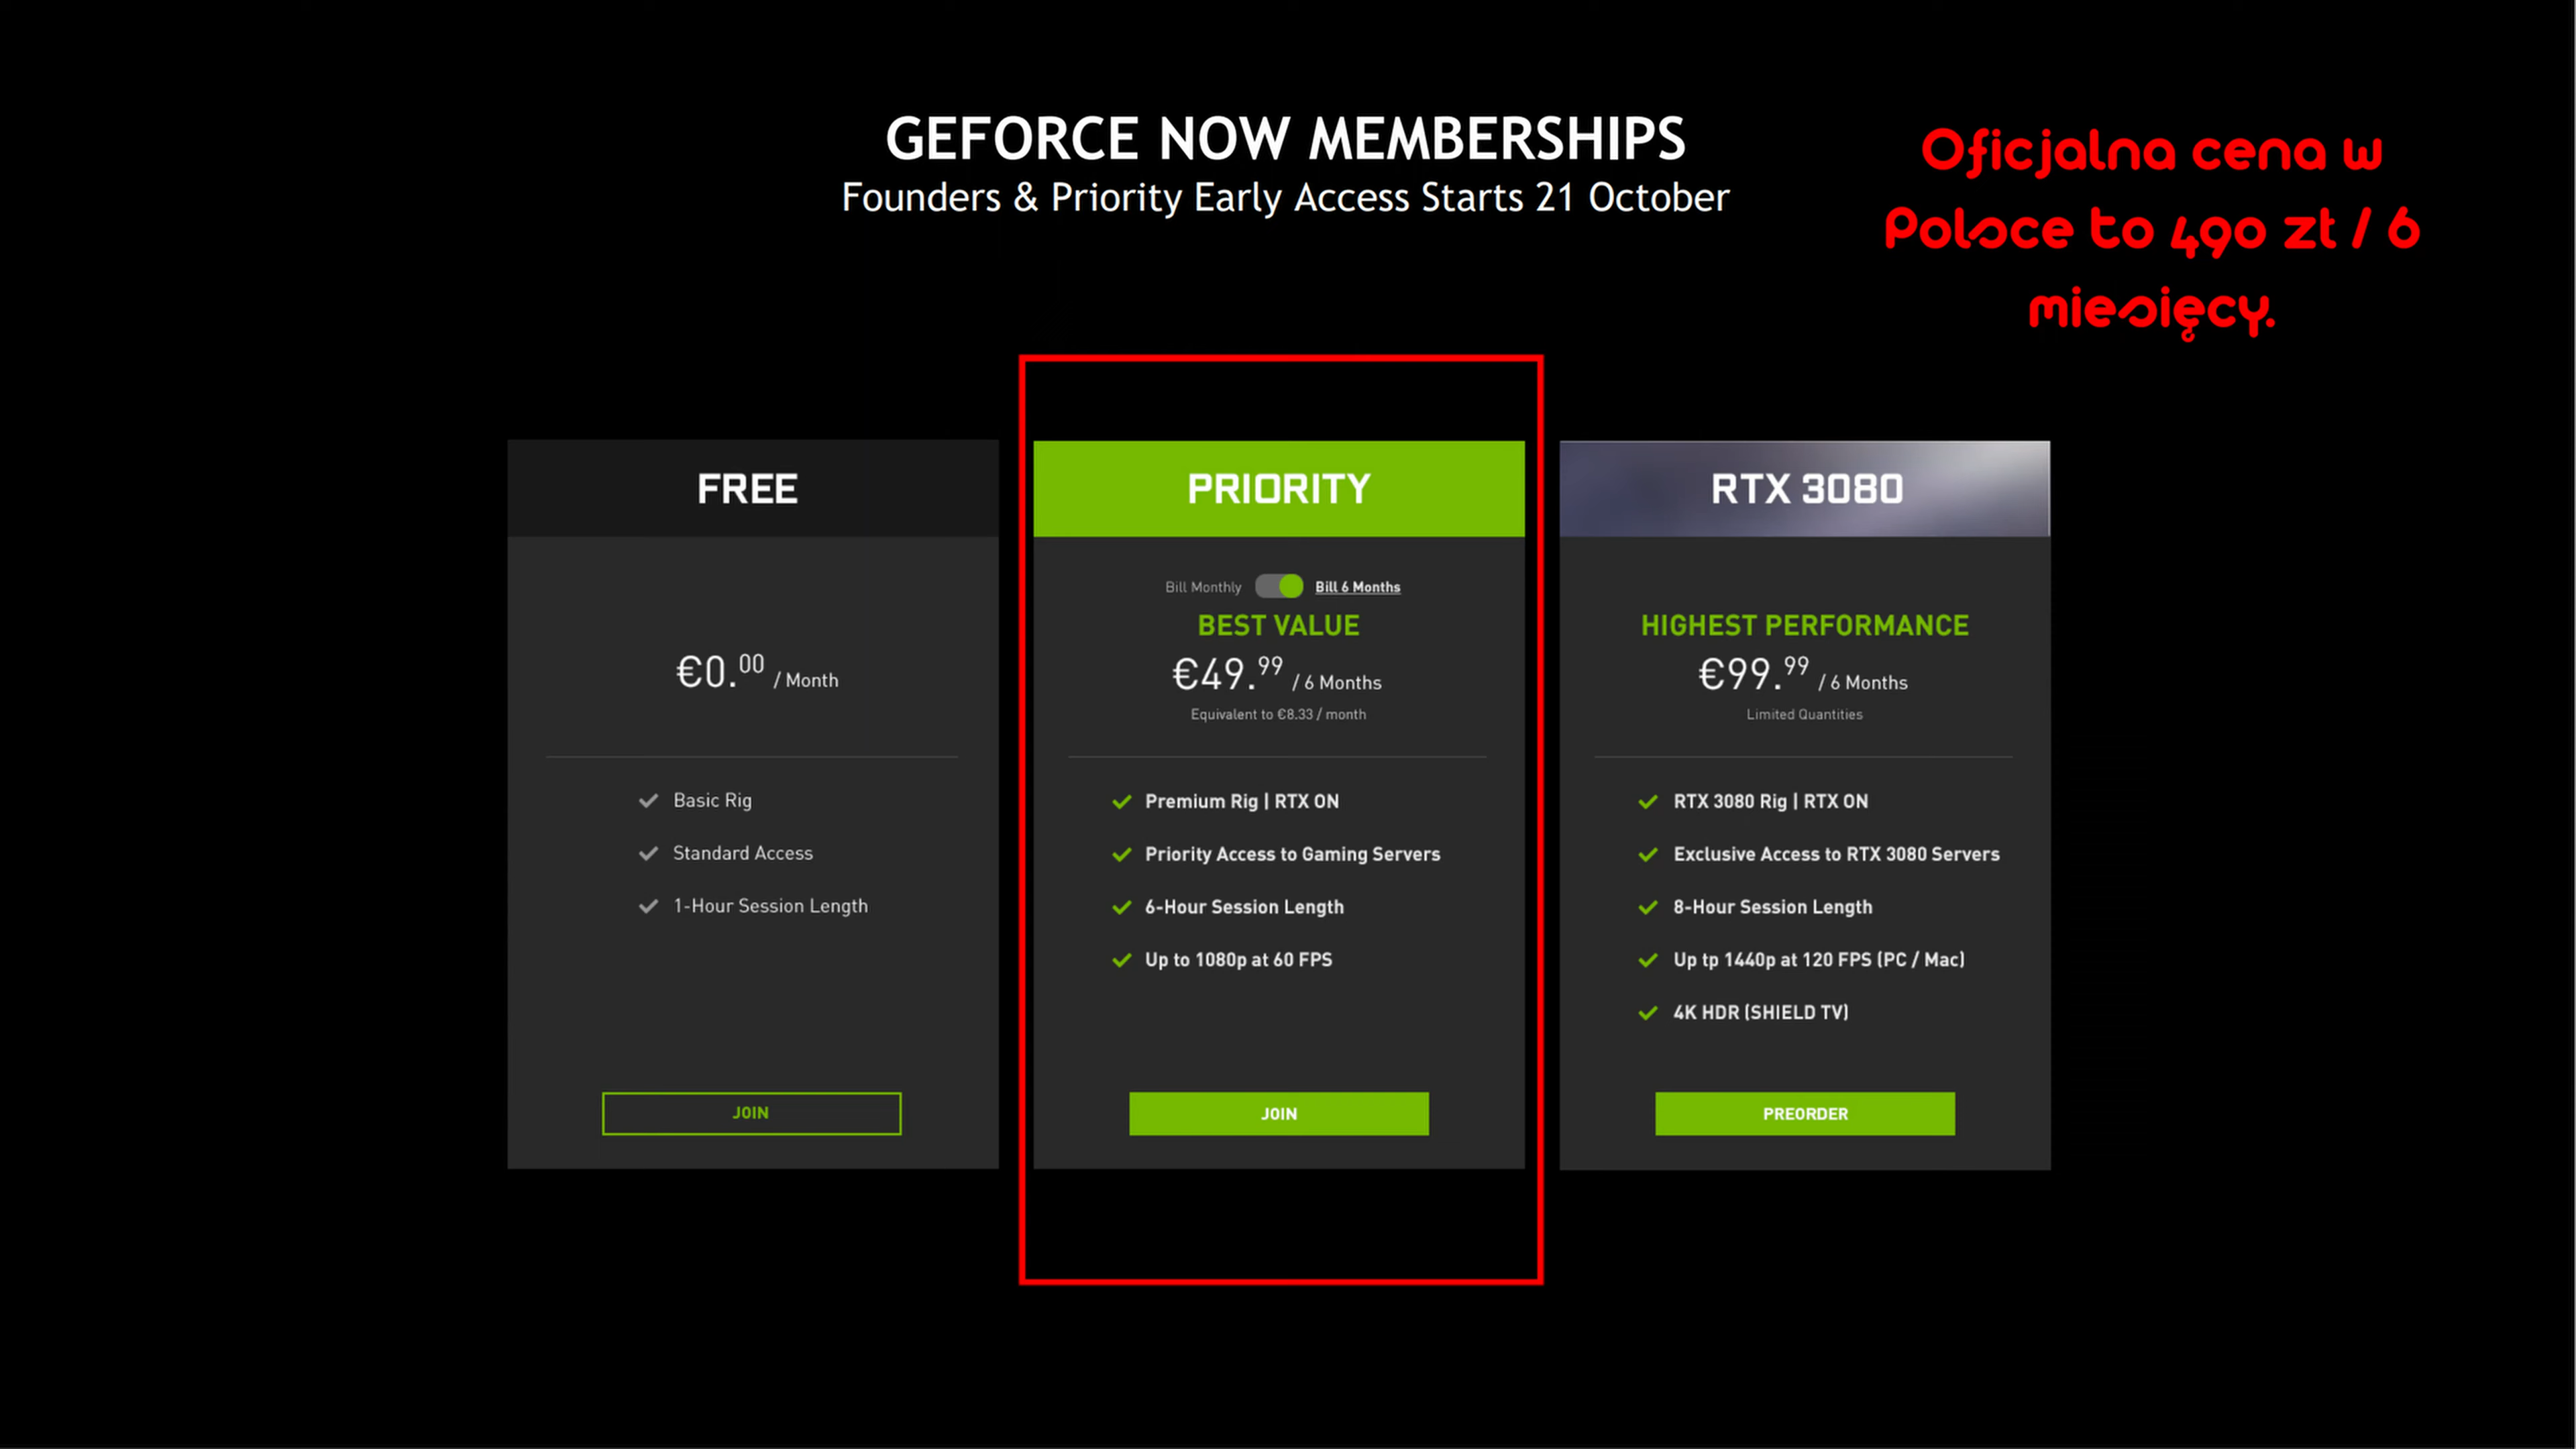 GEFORCE NOW MEMBERSHIPS
Founders & Priority Early Access Starts 21 October
Oficjalna cena w
Polsce to 490 zł / 6
miesięcy.
FREE
€0.00 / Month
Basic Rig
Standard Access
1-Hour Session Length
JOIN
PRIORITY
Bill Monthly Bill 6 Months
BEST VALUE
€49.99 / 6 Months
Equivalent to €8.33 / month
Premium Rig | RTX ON
Priority Access to Gaming Servers
6-Hour Session Length
Up to 1080p at 60 FPS
JOIN
RTX 3080
HIGHEST PERFORMANCE
€99.99 / 6 Months
Limited Quantities
RTX 3080 Rig | RTX ON
Exclusive Access to RTX 3080 Servers
8-Hour Session Length
Up tp 1440p at 120 FPS (PC / Mac)
4K HDR (SHIELD TV)
PREORDER